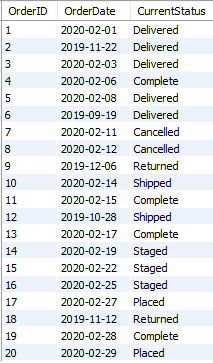 OrderID OrderDate CurrentStatus
1 2020-02-01 Delivered
2 2019-11-22 Delivered
3 2020-02-03 Delivered
4 2020-02-06 Complete
5 2020-02-08 Delivered
6 2019-09-19 Delivered
7 2020-02-11 Cancelled
8 2020-02-12 Cancelled
9 2019-12-06 Returned
10 2020-02-14 Shipped
11 2020-02-15 Complete
12 2019-10-28 Shipped
13 2020-02-17 Complete
14 2020-02-19 Staged
15 2020-02-22 Staged
16 2020-02-25 Staged
17 2020-02-27 Placed
18 2019-11-12 Returned
19 2020-02-28 Complete
20 2020-02-29 Placed